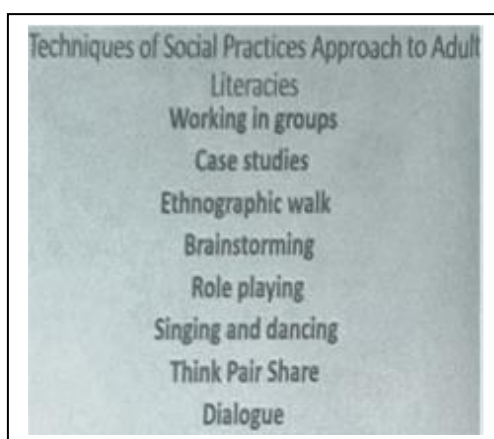 Techniques of Social Practices Approach to Adult
Literacies
Working in groups
Case studies
Ethnographic walk
Brainstorming
Role playing
Singing and dancing
Think Pair Share
Dialogue